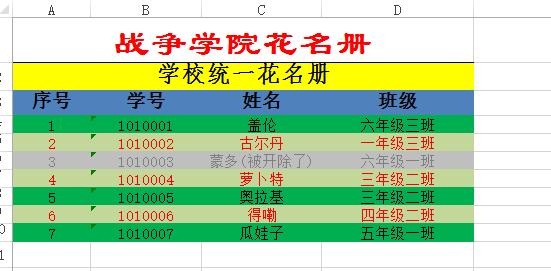 A B C D
战争学院花名册
学校统一花名册
序号 学号 姓名 班级
1 1010001 盖伦 六年级三班
2 1010002 古尔丹 一年级三班
3 1010003 蒙多(被开除了) 六年级一班
4 1010004 萝卜特 三年级二班
5 1010005 奥拉基 三年级二班
6 1010006 得嘞 四年级二班
7 1010007 瓜娃子 五年级一班